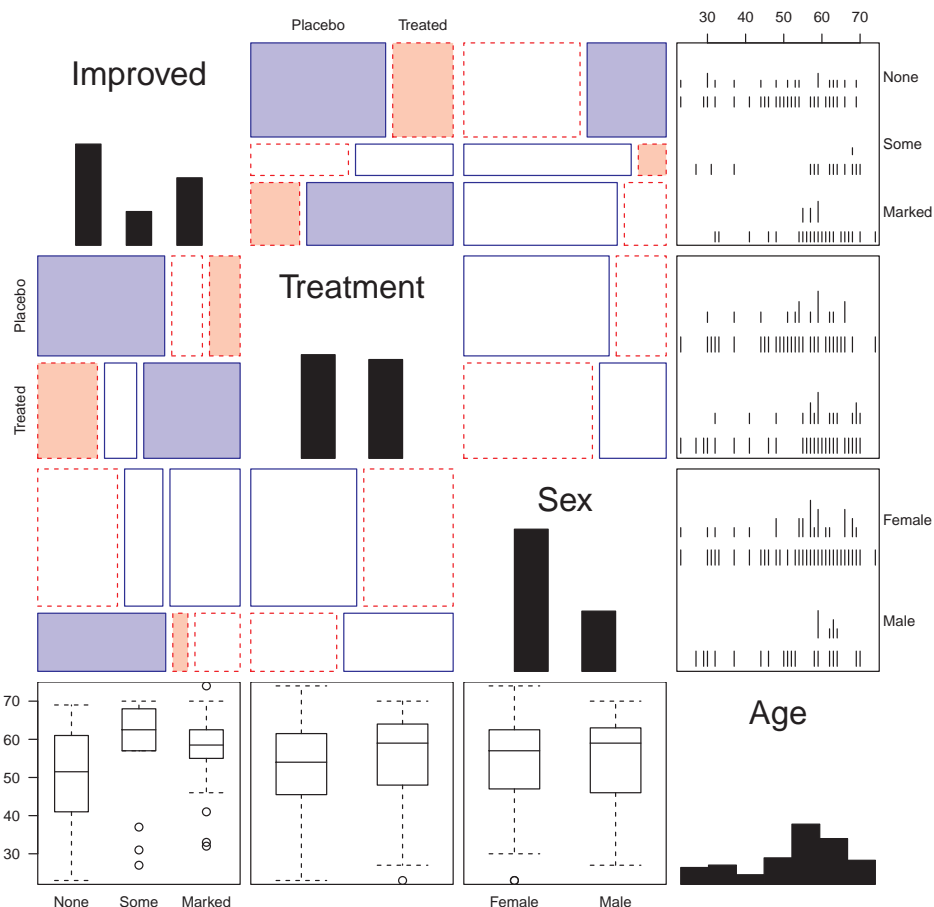 Placebo Treated
30 40 50 60 70
Improved
None
Some
Marked
Placebo
Treatment
Treated
Sex
Female
Male
Age
70
60
50
40
30
None Some Marked
Female Male